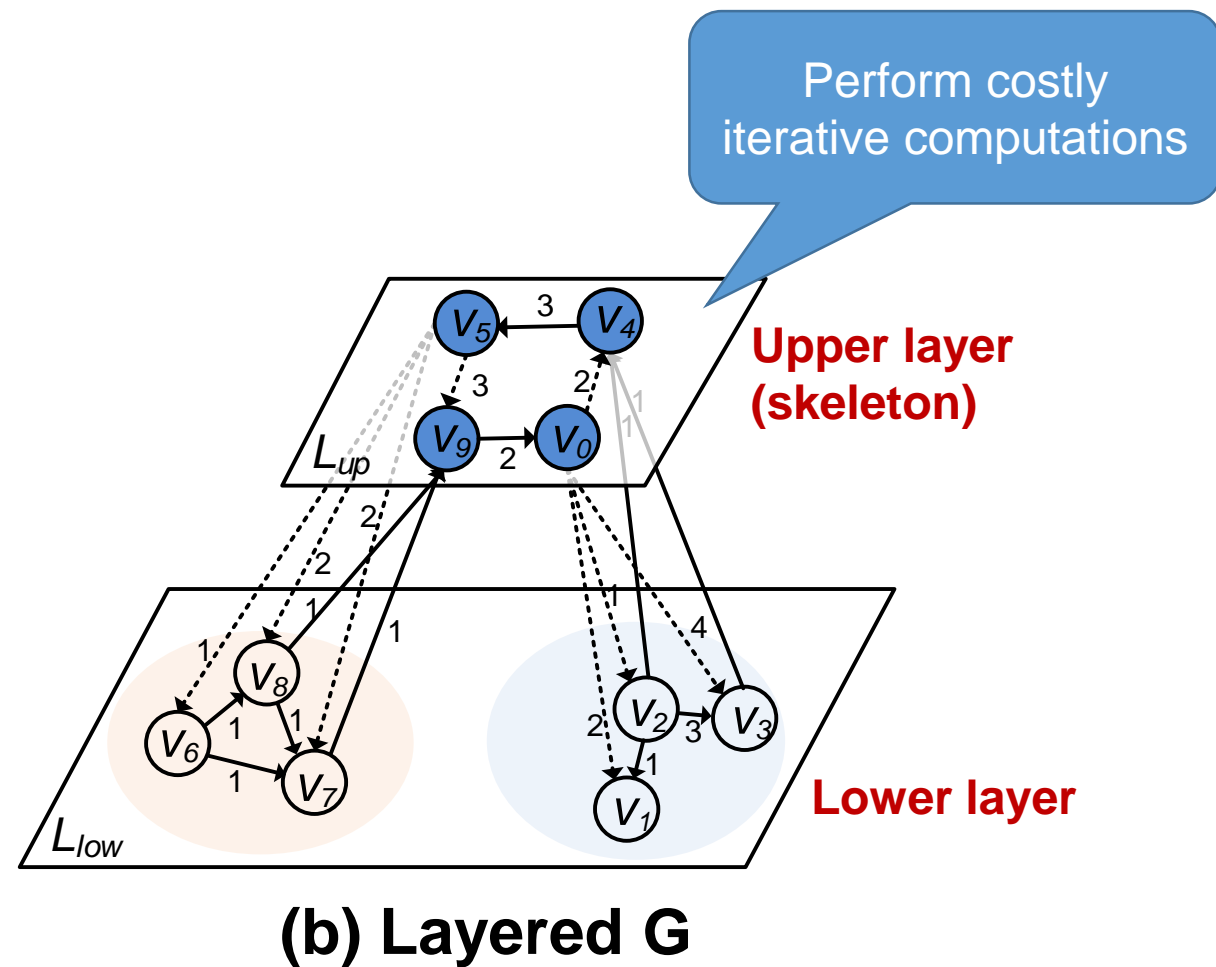 Perform costly
iterative computations
V5
3
V4
Upper layer
(skeleton)
3
2
1
1
V9
2
V0
Lup
2
2
1
1
1
1
4
V8
V2
V3
1
1
2
3
V6
1
V7
1
V1
Lower layer
Llow
(b) Layered G